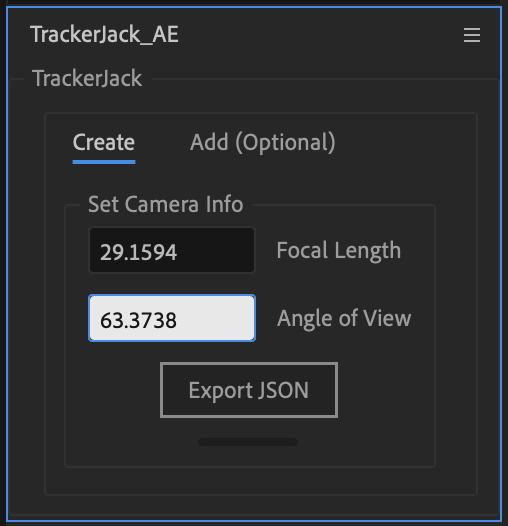 TrackerJack_AE
TrackerJack
Create Add (Optional)
Set Camera Info
29.1594 Focal Length
63.3738 Angle of View
Export JSON